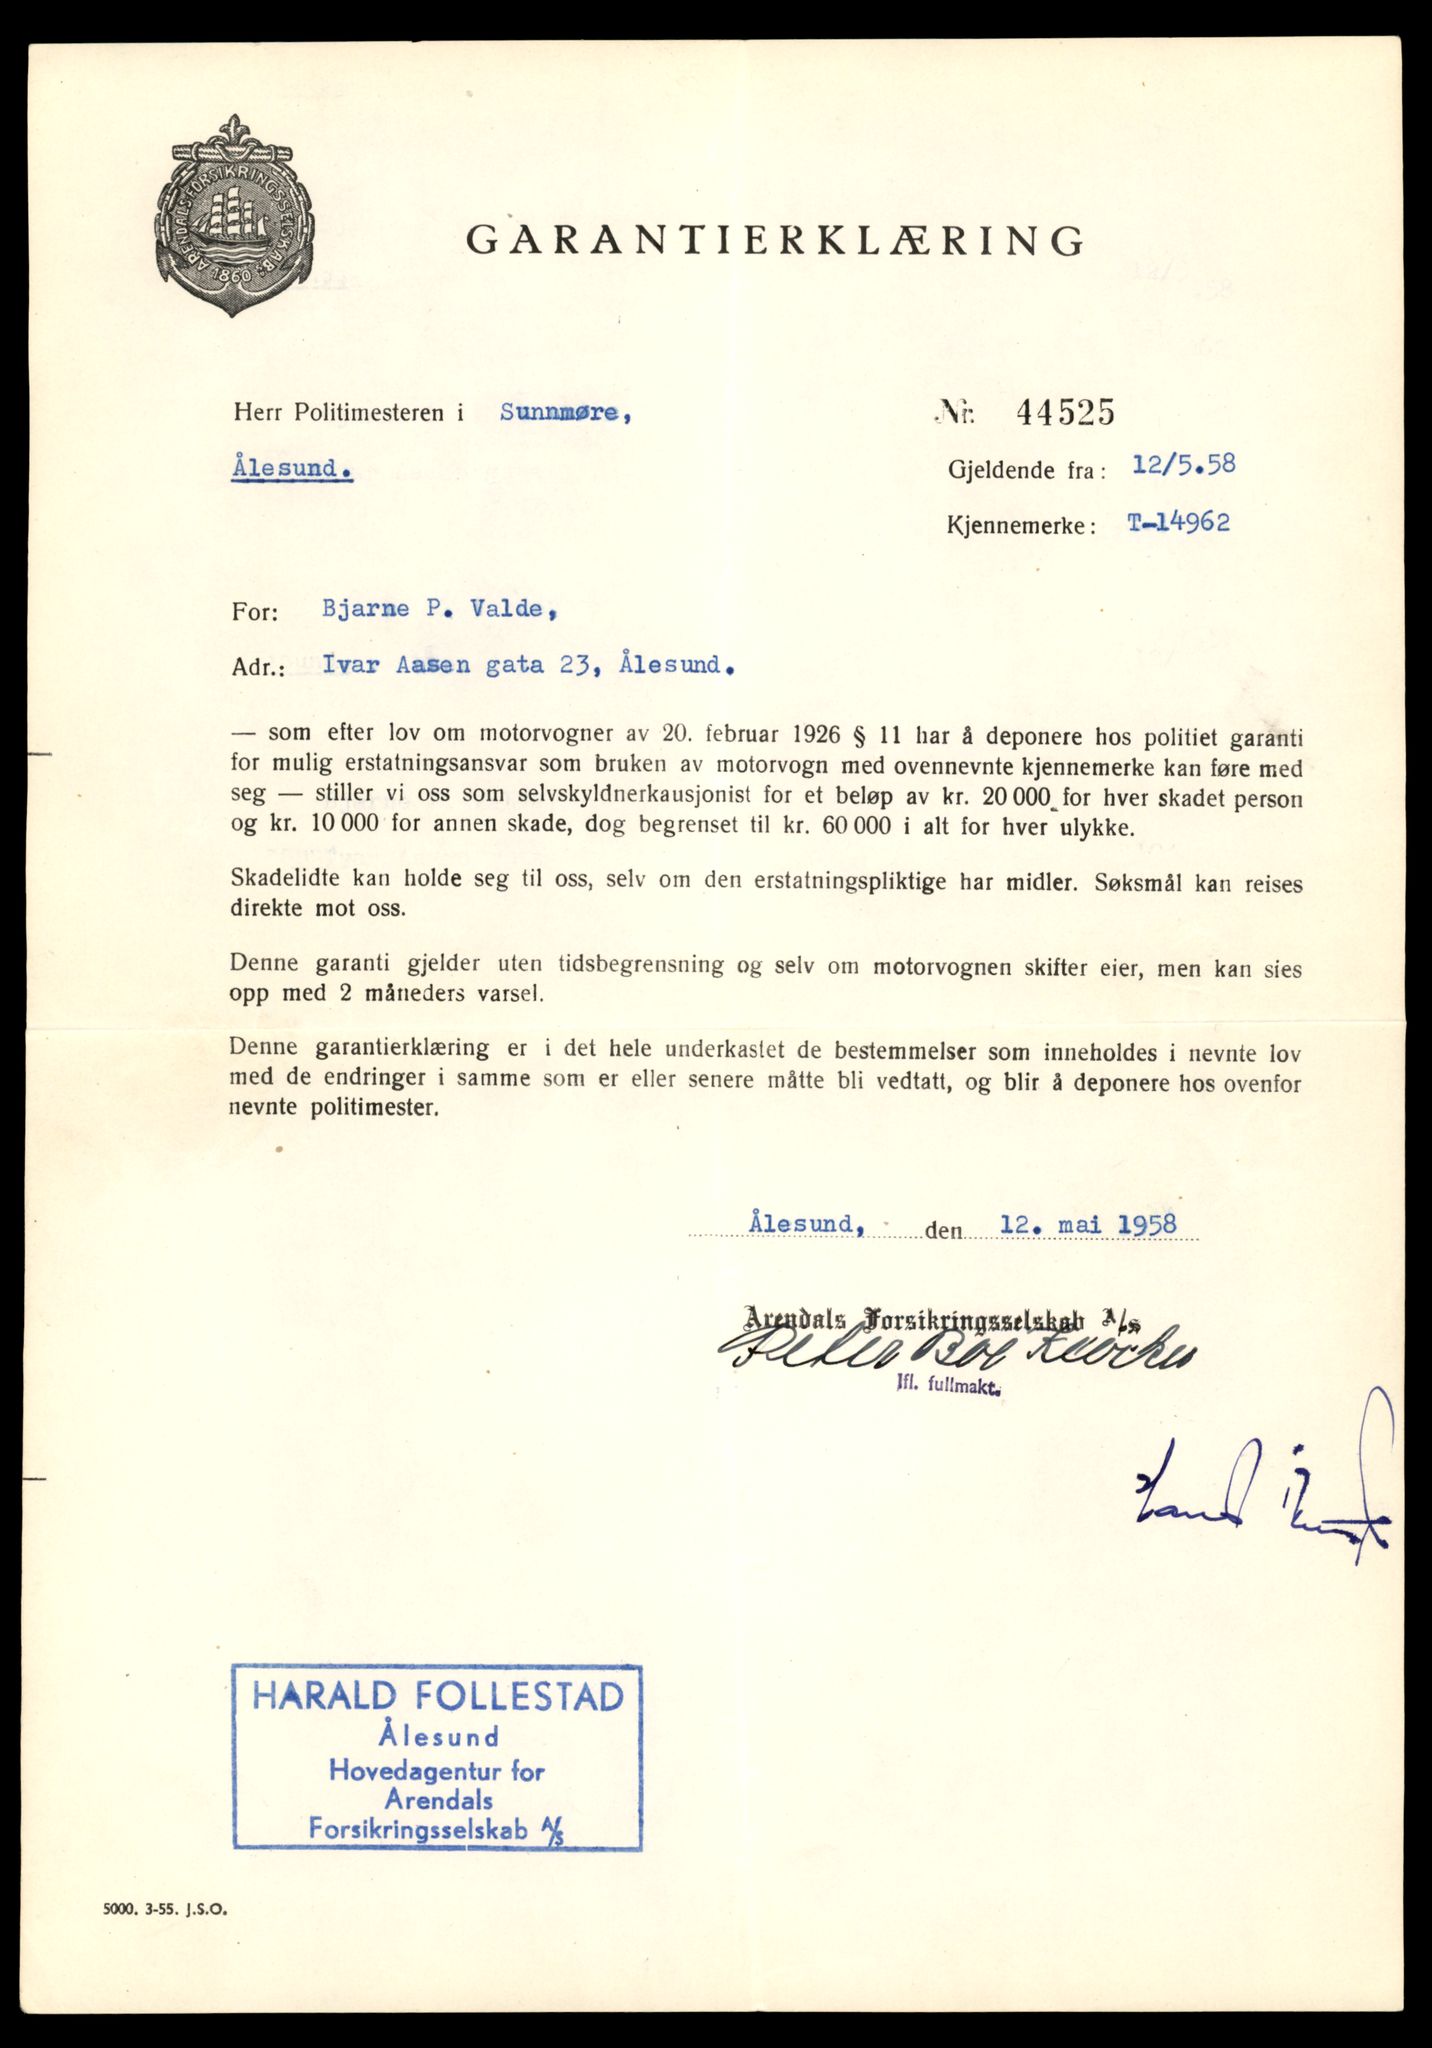 ARENDALS FORSIKRINGSSELSKAB A/S
1860
GARANTIERKLÆRING
Herr Politimesteren i Sunnmøre,
Ålesund.
Nr. 44525
Gjeldende fra: 12/5.58
Kjennemerke: T-14962
For: Bjarne P. Valde,
Adr.: Ivar Aasen gata 23, Ålesund.
— som efter lov om motorvogner av 20. februar 1926 § 11 har å deponere hos politiet garanti
for mulig erstatningsansvar som bruken av motorvogn med ovennevnte kjennemerke kan føre med
seg — stiller vi oss som selvskyldnerkausjonist for et beløp av kr. 20 000 for hver skadet person
og kr. 10 000 for annen skade, dog begrenset til kr. 60 000 i alt for hver ulykke.
Skadelidte kan holde seg til oss, selv om den erstatningspliktige har midler. Søksmål kan reises
direkte mot oss.
Denne garanti gjelder uten tidsbegrensning og selv om motorvognen skifter eier, men kan sies
opp med 2 måneders varsel.
Denne garantierklæring er i det hele underkastet de bestemmelser som inneholdes i nevnte lov
med de endringer i samme som er eller senere måtte bli vedtatt, og blir å deponere hos ovenfor
nevnte politimester.
Ålesund, den 12. mai 1958
Arendals Forsikringsselskab A/S
Peter Boe
Ifl. fullmakt.
HARALD FOLLESTAD
Ålesund
Hovedagentur for
Arendals
Forsikringsselskab A/S
5000. 3-55. J.S.O.